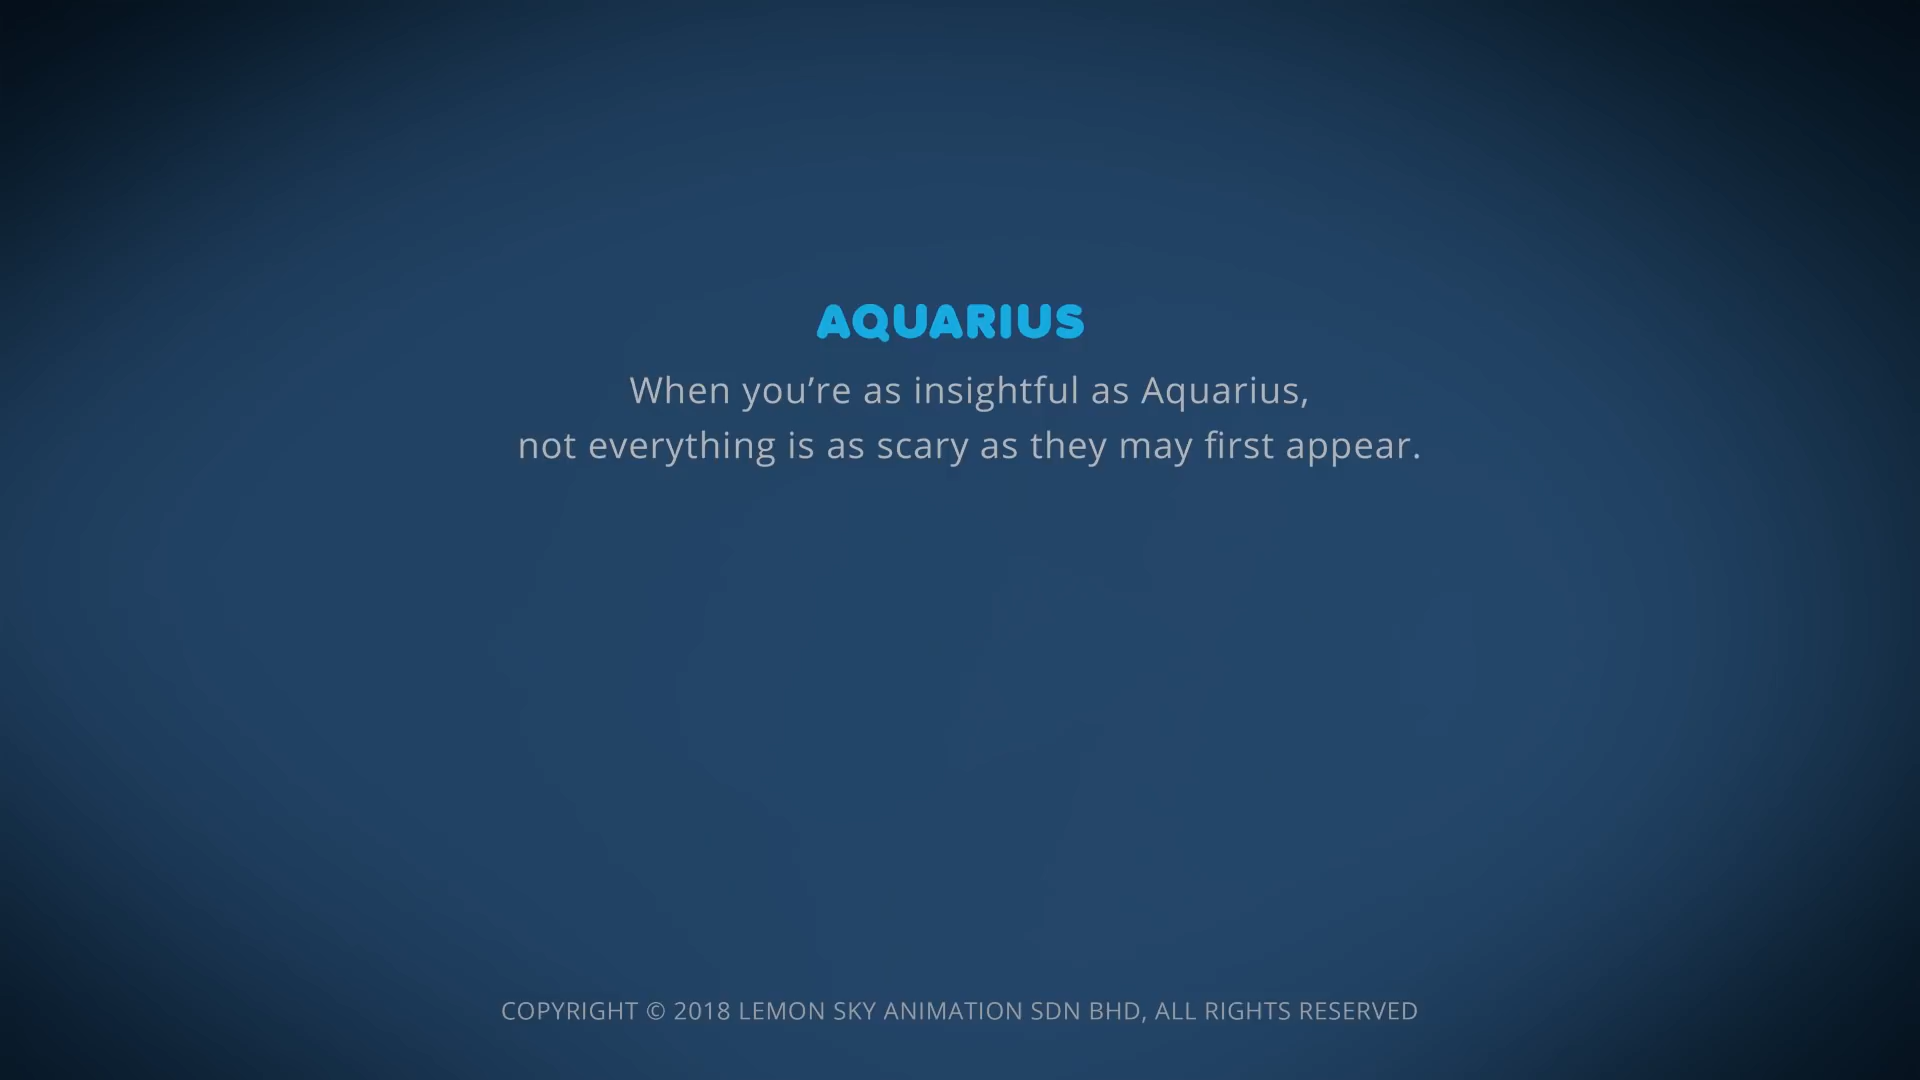 AQUARIUS
When you’re as insightful as Aquarius,
not everything is as scary as they may first appear.
COPYRIGHT © 2018 LEMON SKY ANIMATION SDN BHD, ALL RIGHTS RESERVED